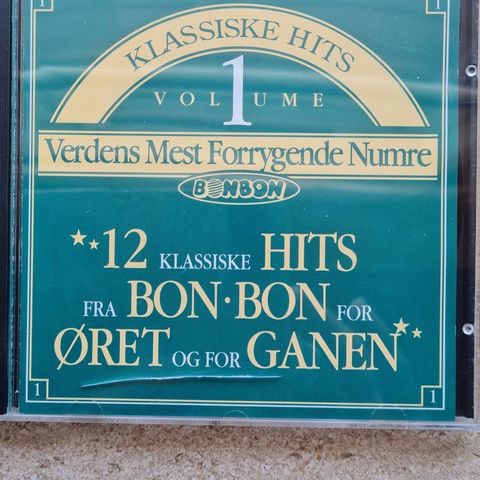 1 1
KLASSISKE HITS
VOLUME
1
Verdens Mest Forrygende Numre
BONBON
12 KLASSISKE HITS
FRA BON·BON FOR
ØRET OG FOR GANEN
1 1